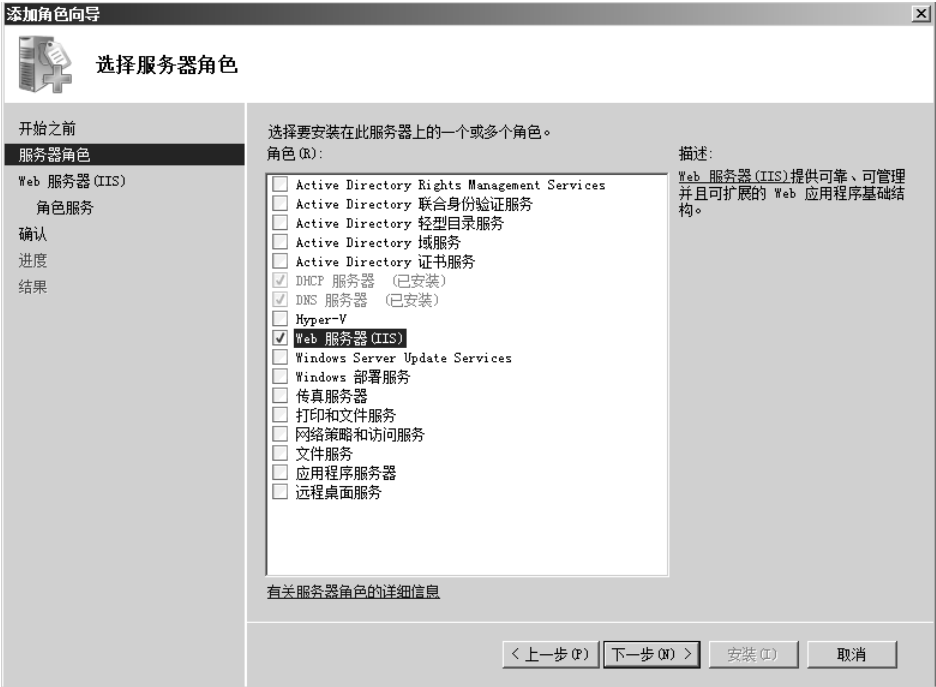 添加角色向导
选择服务器角色
开始之前
服务器角色
Web 服务器(IIS)
角色服务
确认
进度
结果
选择要安装在此服务器上的一个或多个角色。
角色(R):
Active Directory Rights Management Services
Active Directory 联合身份验证服务
Active Directory 轻型目录服务
Active Directory 域服务
Active Directory 证书服务
DHCP 服务器 (已安装)
DNS 服务器 (已安装)
Hyper-V
Web 服务器(IIS)
Windows Server Update Services
Windows 部署服务
传真服务器
打印和文件服务
网络策略和访问服务
文件服务
应用程序服务器
远程桌面服务
有关服务器角色的详细信息
描述:
Web 服务器(IIS)提供可靠、可管理
并且可扩展的 Web 应用程序基础结
构。
< 上一步(P)
下一步(N) >
安装(I)
取消